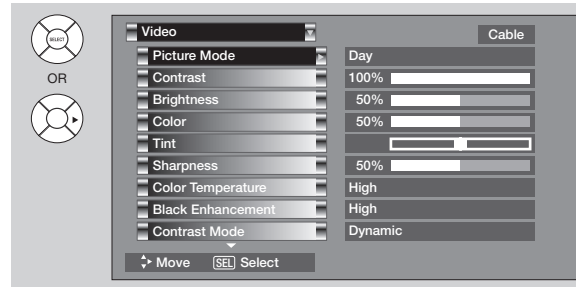 SELECT
OR
Video
Cable
Picture Mode Day
Contrast 100%
Brightness 50%
Color 50%
Tint
Sharpness 50%
Color Temperature High
Black Enhancement High
Contrast Mode Dynamic
Move SEL Select